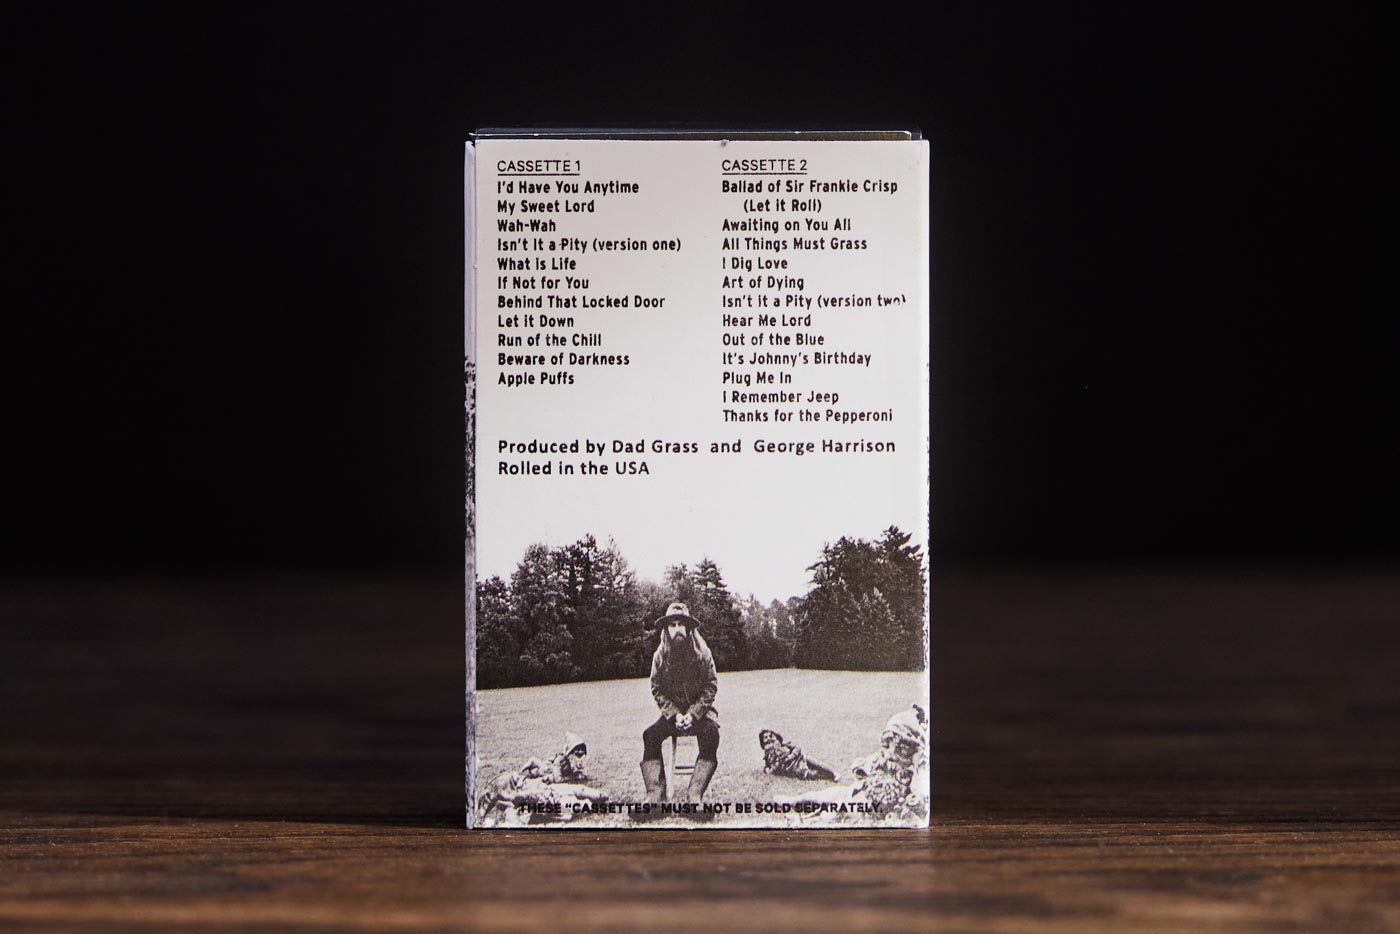 CASSETTE 1
I'd Have You Anytime
My Sweet Lord
Wah-Wah
Isn't It a Pity (version one)
What is Life
If Not for You
Behind That Locked Door
Let it Down
Run of the Chill
Beware of Darkness
Apple Puffs
CASSETTE 2
Ballad of Sir Frankie Crisp
(Let it Roll)
Awaiting on You All
All Things Must Grass
I Dig Love
Art of Dying
Isn't it a Pity (version two)
Hear Me Lord
Out of the Blue
It's Johnny's Birthday
Plug Me In
I Remember Jeep
Thanks for the Pepperoni
Produced by Dad Grass and George Harrison
Rolled in the USA
THESE "CASSETTES" MUST NOT BE SOLD SEPARATELY.